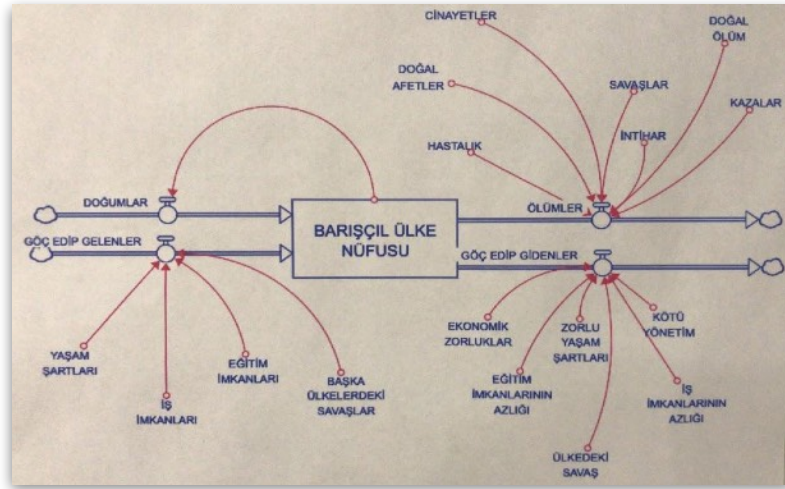 CİNAYETLER
DOĞAL
ÖLÜM
DOĞAL
AFETLER
SAVAŞLAR
KAZALAR
İNTİHAR
HASTALIK
DOĞUMLAR
ÖLÜMLER
BARIŞÇIL ÜLKE
NÜFUSU
GÖÇ EDİP GELENLER
GÖÇ EDİP GİDENLER
YAŞAM
ŞARTLARI
İŞ
İMKANLARI
EĞİTİM
İMKANLARI
BAŞKA
ÜLKELERDEKİ
SAVAŞLAR
EKONOMİK
ZORLUKLAR
EĞİTİM
İMKANLARININ
AZLIĞI
ZORLU
YAŞAM
ŞARTLARI
KÖTÜ
YÖNETİM
İŞ
İMKANLARININ
AZLIĞI
ÜLKEDEKİ
SAVAŞ